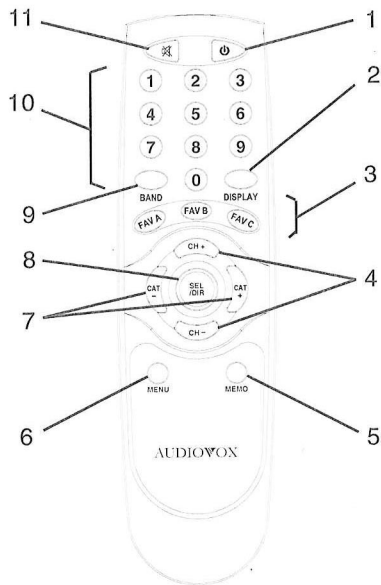 11 1
1 2 3
10
4 5 6
2
7 8 9
0
BAND DISPLAY
9
3
FAV A FAV B FAV C
CH +
8
SEL
/DIR
CAT
−
CAT
+
4
7
CH −
6
MENU MEMO
5
AUDIOVOX